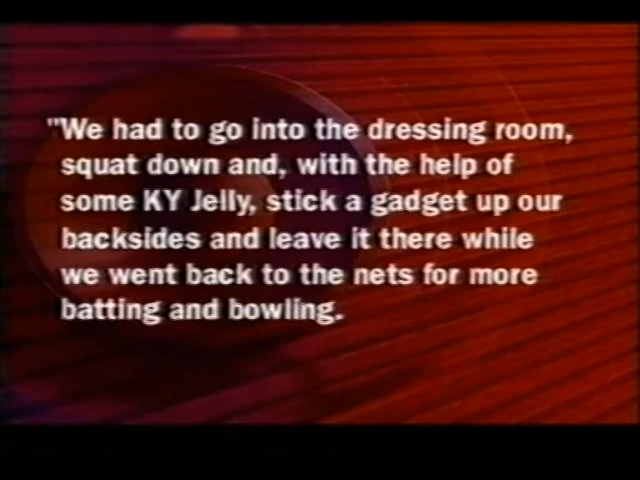 "We had to go into the dressing room,
squat down and, with the help of
some KY Jelly, stick a gadget up our
backsides and leave it there while
we went back to the nets for more
batting and bowling.